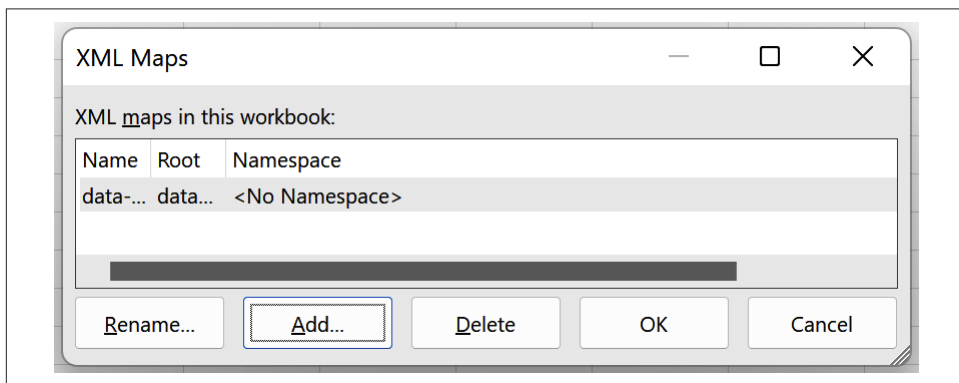 XML Maps
XML maps in this workbook:
Name Root Namespace
data-... data... <No Namespace>
Rename... Add... Delete OK Cancel